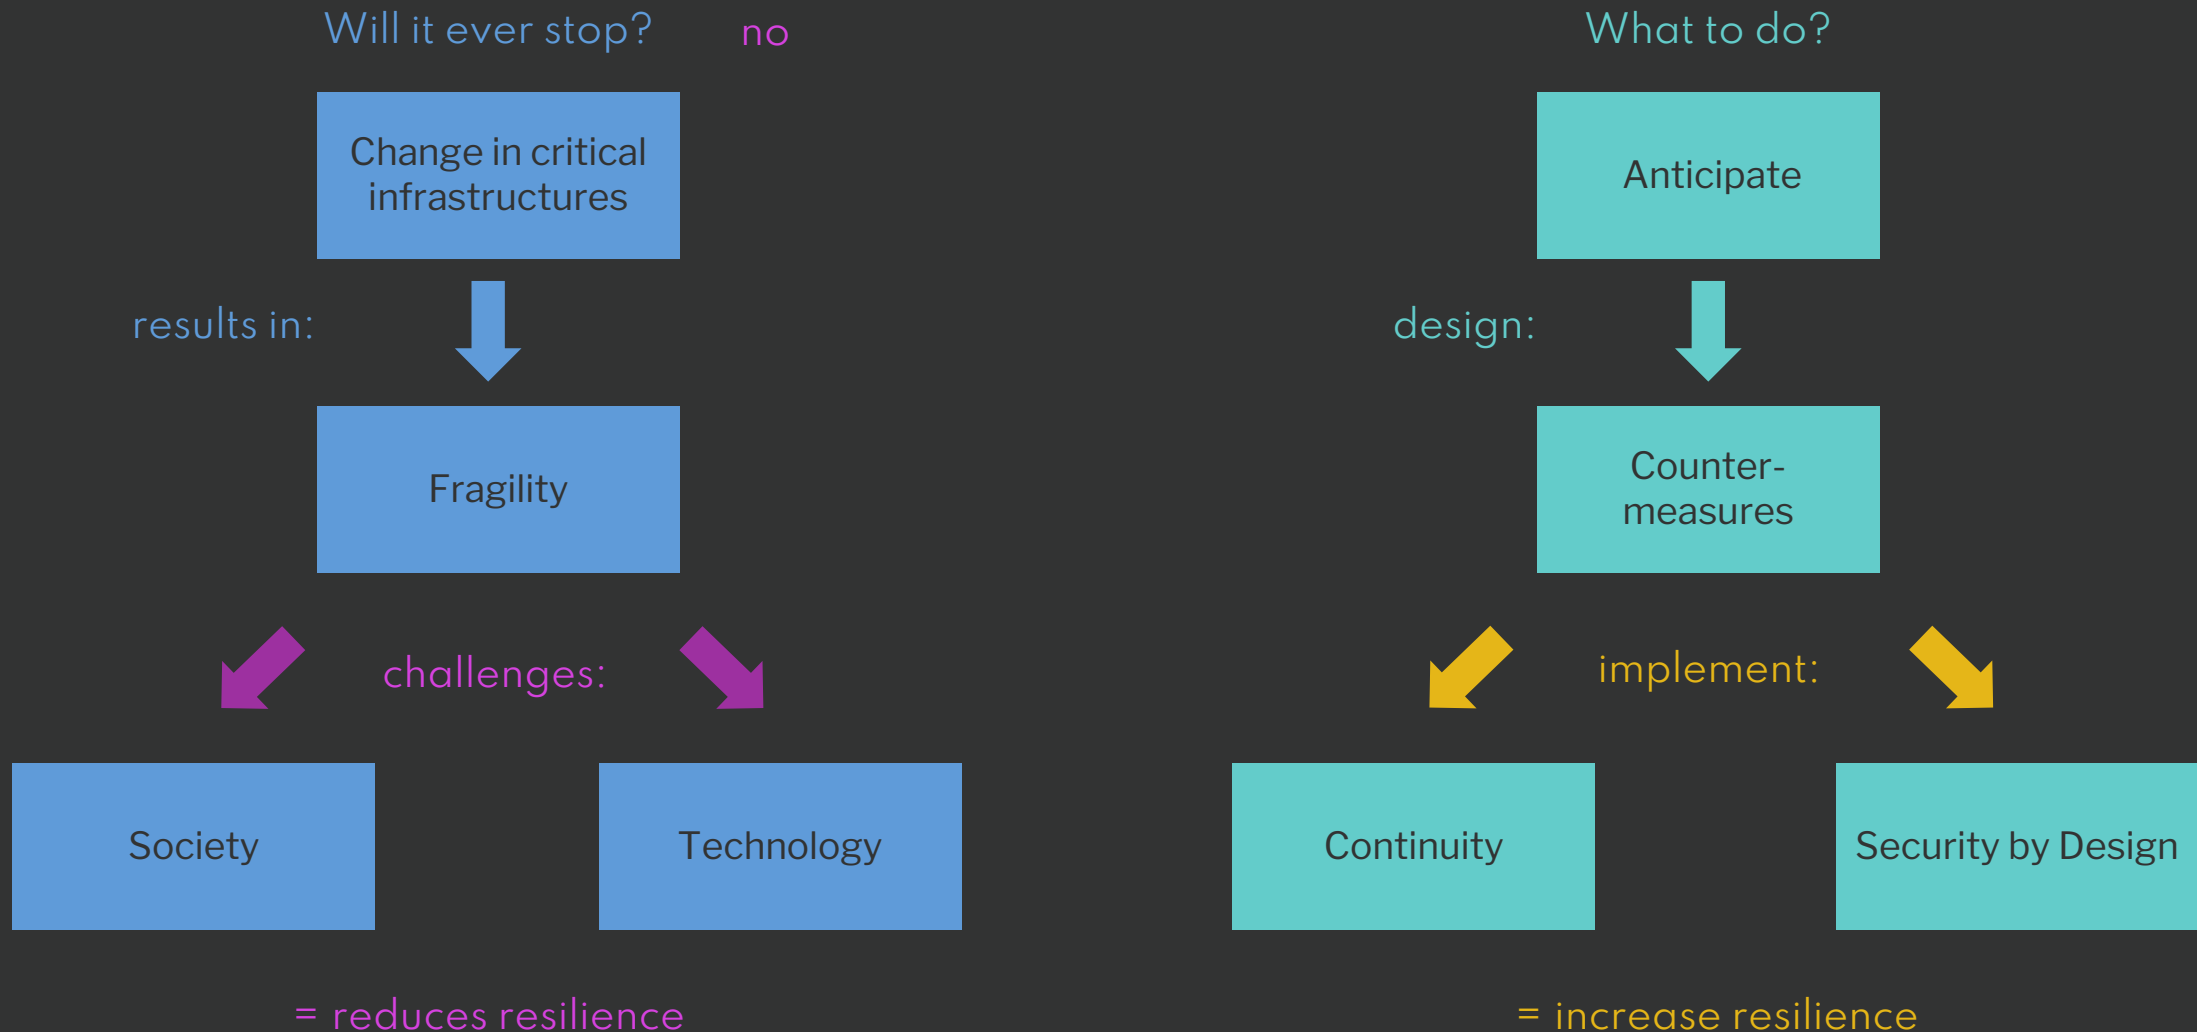 Will it ever stop? no
Change in critical
infrastructures
results in:
Fragility
challenges:
Society
Technology
= reduces resilience
What to do?
Anticipate
design:
Counter-
measures
implement:
Continuity
Security by Design
= increase resilience